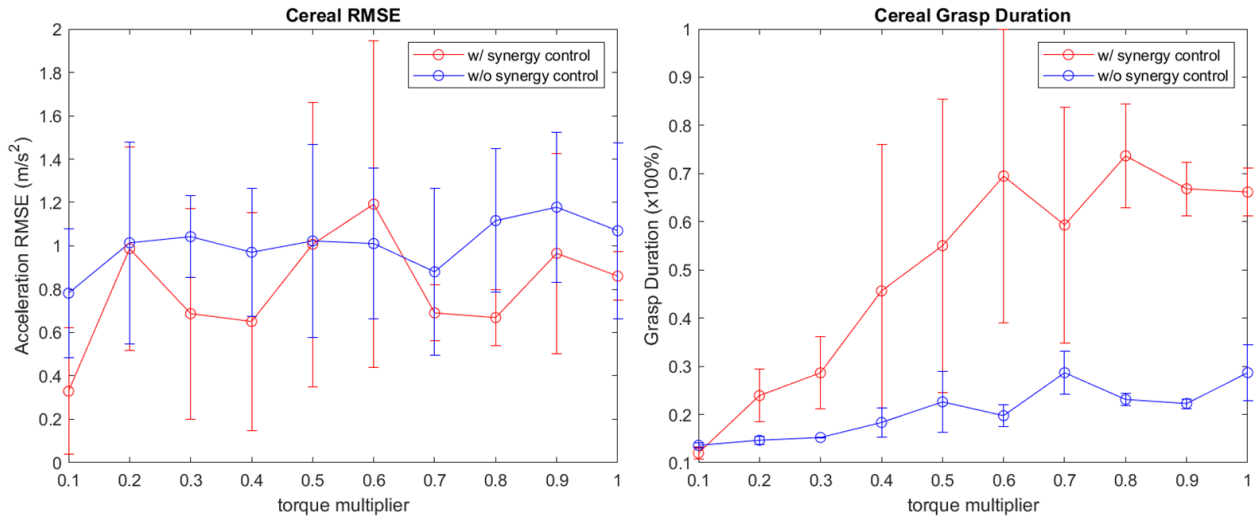 Cereal RMSE
w/ synergy control
w/o synergy control
Acceleration RMSE (m/s²)
2
1.8
1.6
1.4
1.2
1
0.8
0.6
0.4
0.2
0
0.1 0.2 0.3 0.4 0.5 0.6 0.7 0.8 0.9 1
torque multiplier
Cereal Grasp Duration
w/ synergy control
w/o synergy control
Grasp Duration (x100%)
1
0.9
0.8
0.7
0.6
0.5
0.4
0.3
0.2
0.1
0.1 0.2 0.3 0.4 0.5 0.6 0.7 0.8 0.9 1
torque multiplier